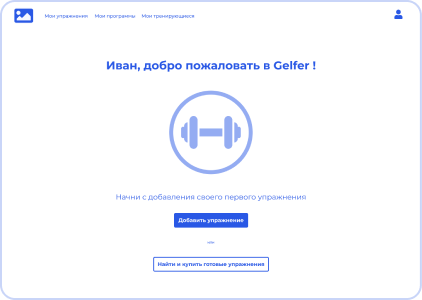 Мои упражнения Мои программы Мои тренирующиеся
Иван, добро пожаловать в Gelfer !
Начни с добавления своего первого упражнения
Добавить упражнение
или
Найти и купить готовые упражнения